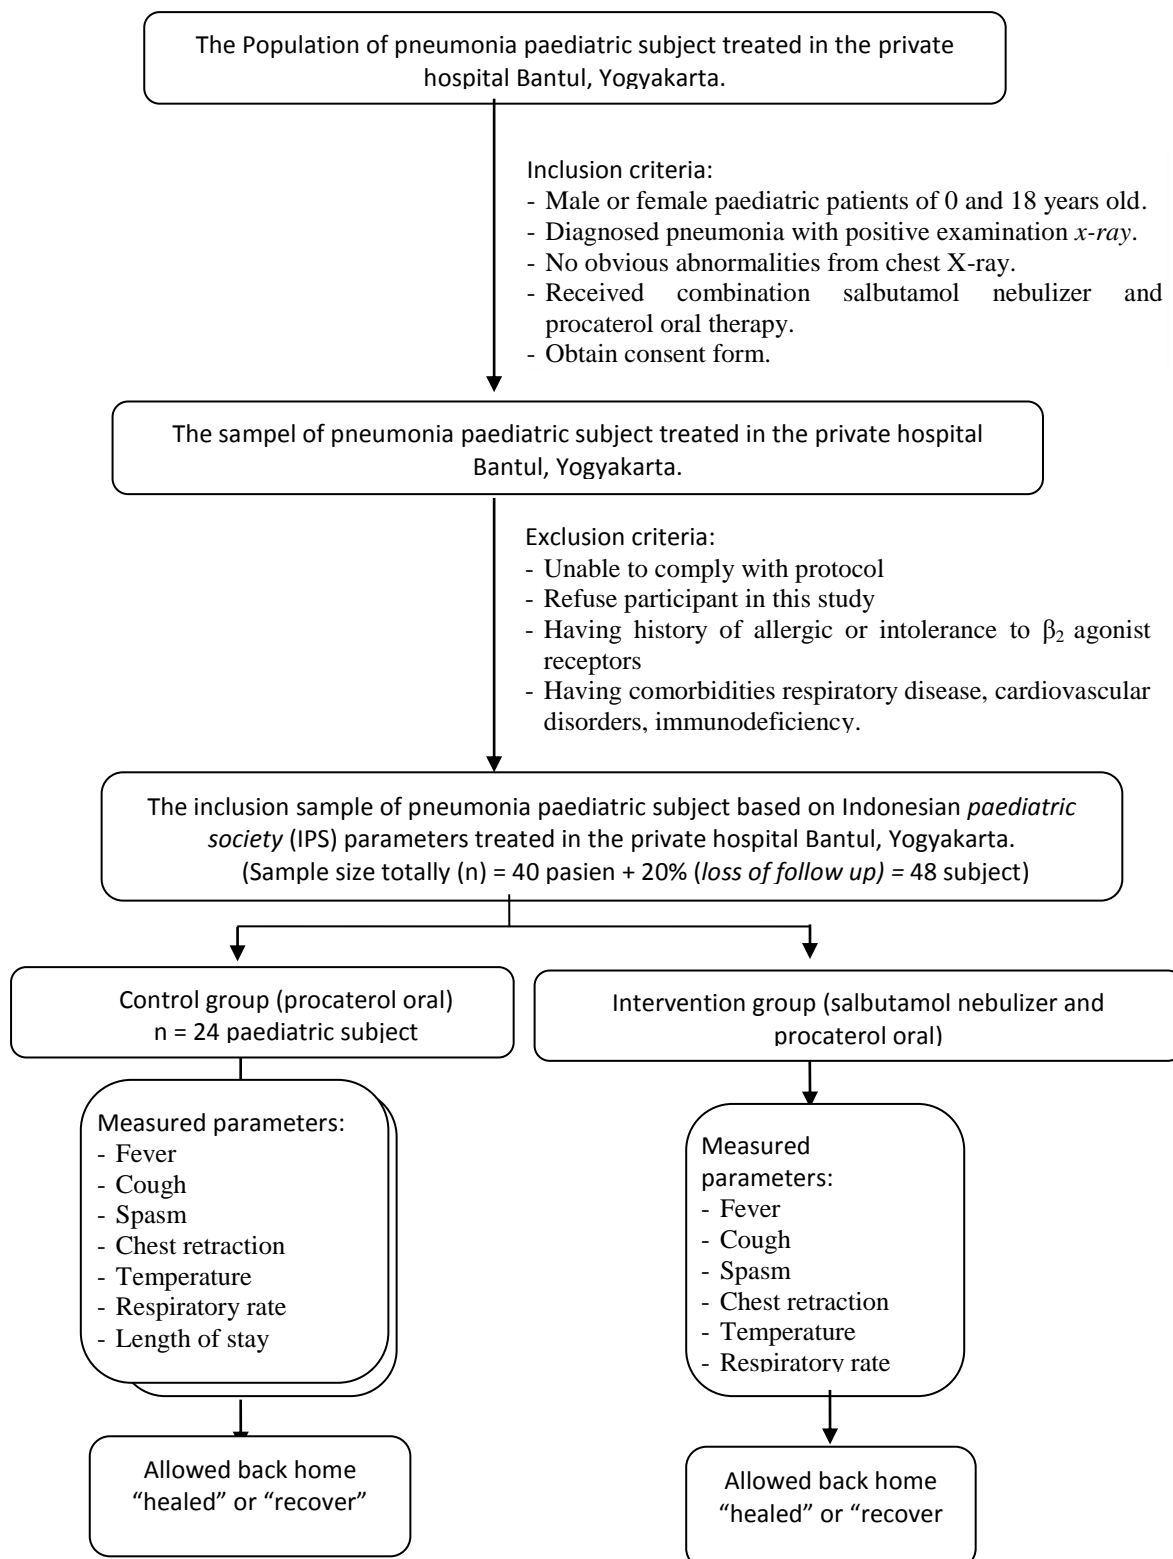 The Population of pneumonia paediatric subject treated in the private
hospital Bantul, Yogyakarta.
Inclusion criteria:
- Male or female paediatric patients of 0 and 18 years old.
- Diagnosed pneumonia with positive examination x-ray.
- No obvious abnormalities from chest X-ray.
- Received combination salbutamol nebulizer and
procaterol oral therapy.
- Obtain consent form.
The sampel of pneumonia paediatric subject treated in the private hospital
Bantul, Yogyakarta.
Exclusion criteria:
- Unable to comply with protocol
- Refuse participant in this study
- Having history of allergic or intolerance to β₂ agonist
receptors
- Having comorbidities respiratory disease, cardiovascular
disorders, immunodeficiency.
The inclusion sample of pneumonia paediatric subject based on Indonesian paediatric
society (IPS) parameters treated in the private hospital Bantul, Yogyakarta.
(Sample size totally (n) = 40 pasien + 20% (loss of follow up) = 48 subject)
Control group (procaterol oral)
n = 24 paediatric subject
Measured parameters:
- Fever
- Cough
- Spasm
- Chest retraction
- Temperature
- Respiratory rate
- Length of stay
Allowed back home
“healed” or “recover”
Intervention group (salbutamol nebulizer and
procaterol oral)
Measured
parameters:
- Fever
- Cough
- Spasm
- Chest retraction
- Temperature
- Respiratory rate
Allowed back home
“healed” or “recover